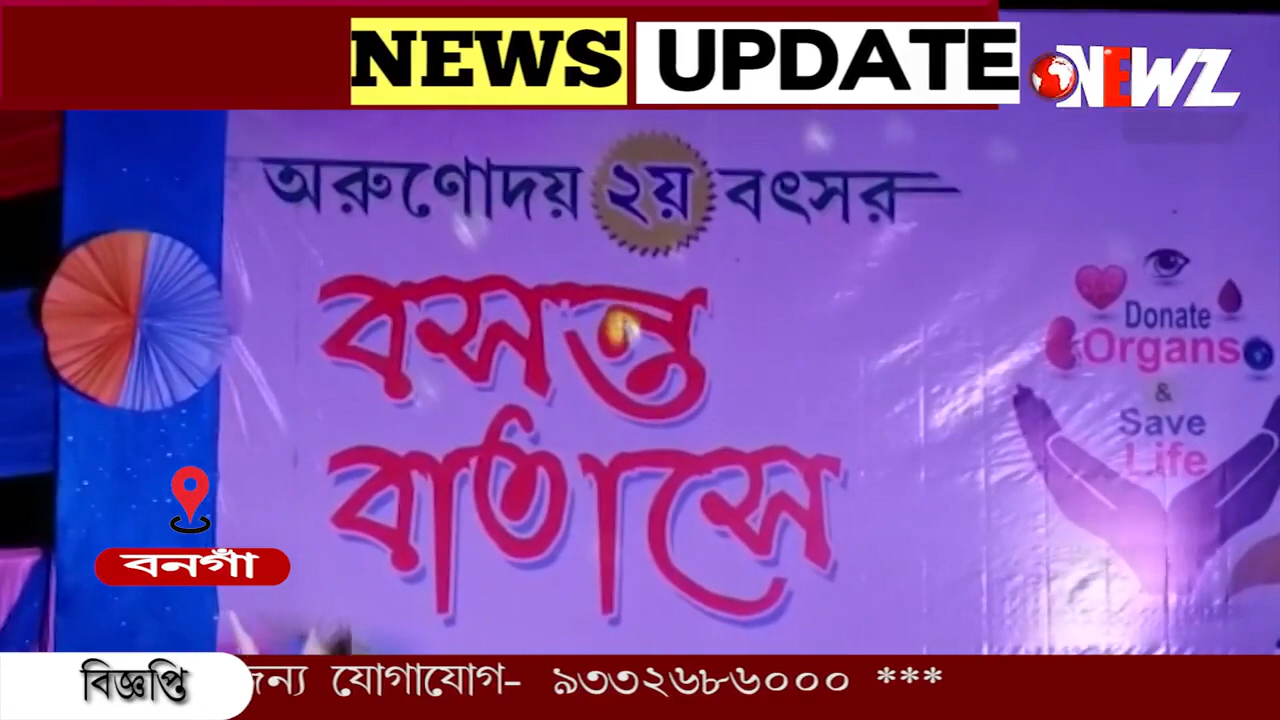 NEWS UPDATE NEWZ
অরুণোদয় ২য় বৎসর
বসন্ত
বাতাসে
Donate
Organs
&
Save
Life
বনগাঁ
বিজ্ঞপ্তি জন্য যোগাযোগ- ৯৩৩২৬৮৬০০০ ***